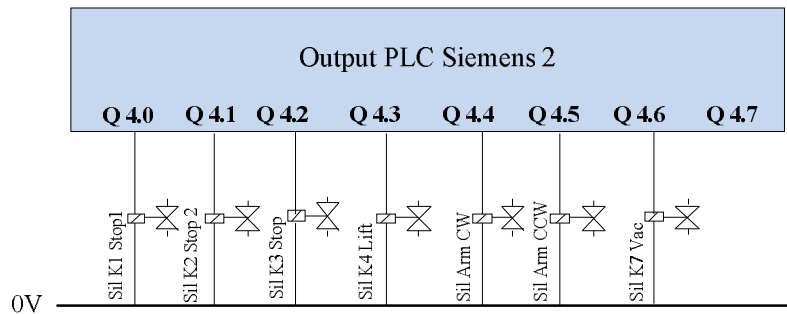 Output PLC Siemens 2
Q 4.0 Q 4.1 Q 4.2 Q 4.3 Q 4.4 Q 4.5 Q 4.6 Q 4.7
Sil K1 Stop1
Sil K2 Stop 2
Sil K3 Stop
Sil K4 Lift
Sil Arm CW
Sil Arm CCW
Sil K7 Vac
0V